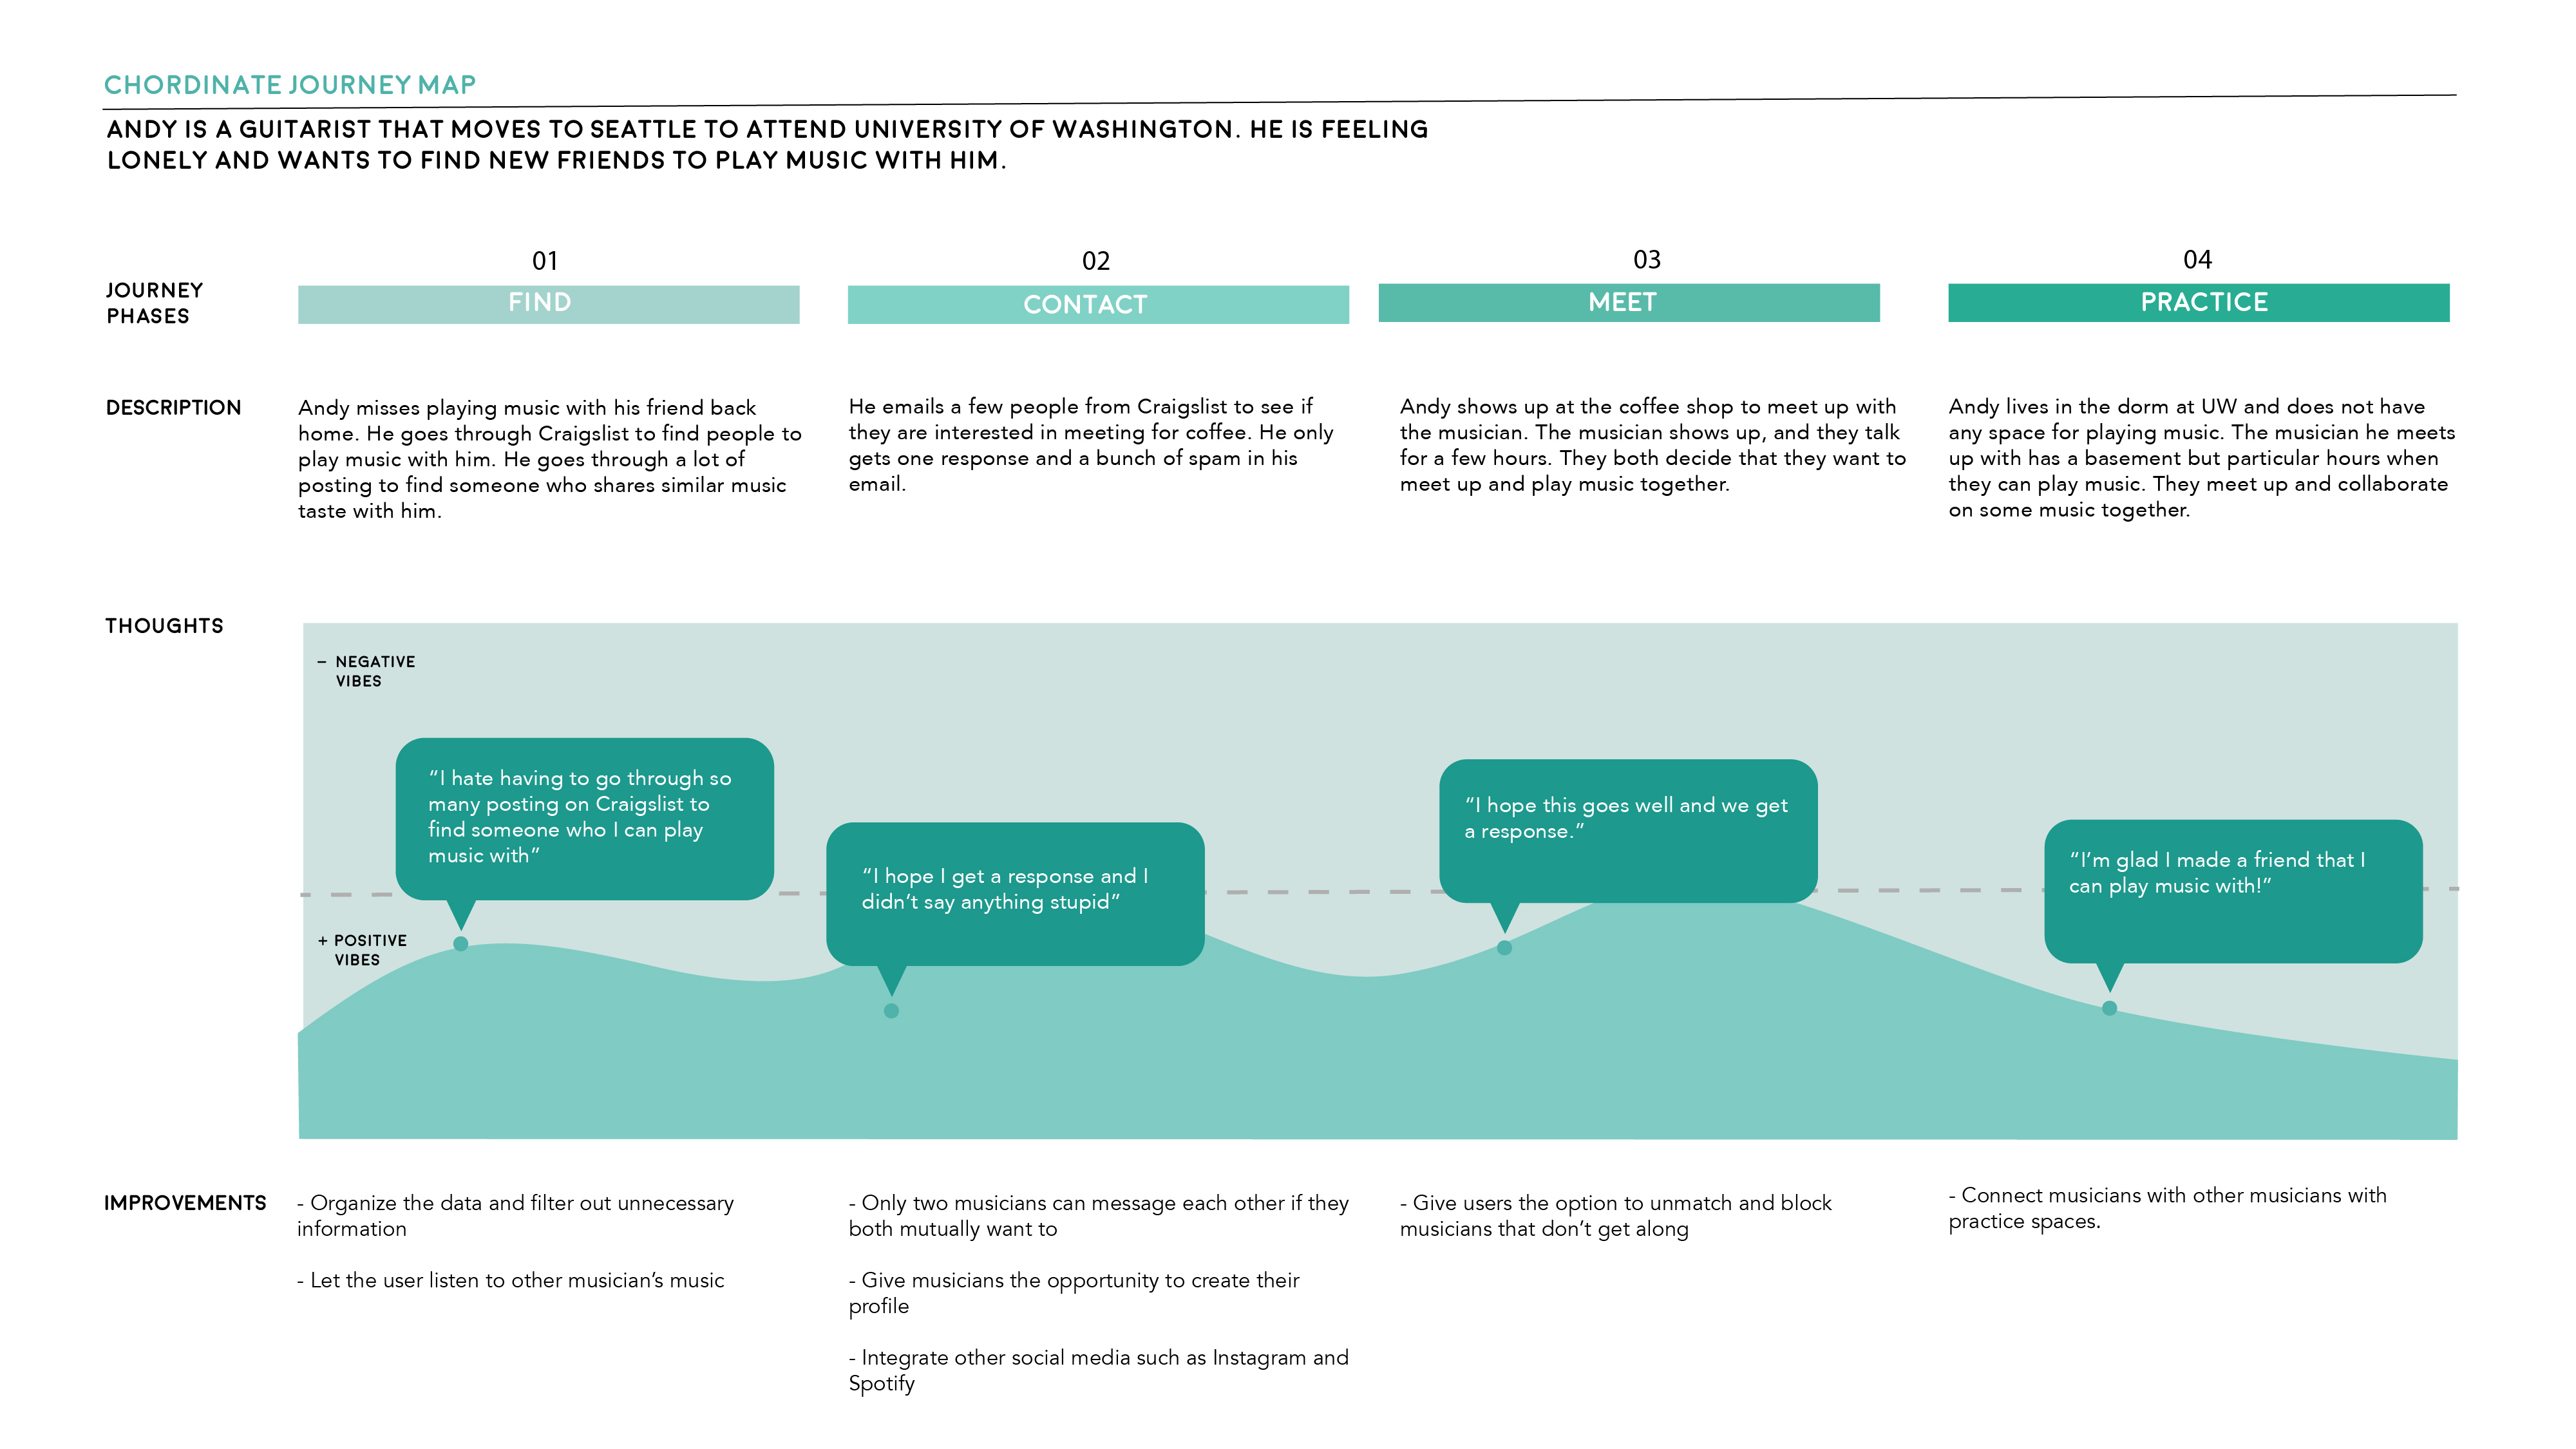 CHORDINATE JOURNEY MAP
ANDY IS A GUITARIST THAT MOVES TO SEATTLE TO ATTEND UNIVERSITY OF WASHINGTON. HE IS FEELING
LONELY AND WANTS TO FIND NEW FRIENDS TO PLAY MUSIC WITH HIM.
JOURNEY
PHASES
01
FIND
02
CONTACT
03
MEET
04
PRACTICE
DESCRIPTION
Andy misses playing music with his friend back
home. He goes through Craigslist to find people to
play music with him. He goes through a lot of
posting to find someone who shares similar music
taste with him.
He emails a few people from Craigslist to see if
they are interested in meeting for coffee. He only
gets one response and a bunch of spam in his
email.
Andy shows up at the coffee shop to meet up with
the musician. The musician shows up, and they talk
for a few hours. They both decide that they want to
meet up and play music together.
Andy lives in the dorm at UW and does not have
any space for playing music. The musician he meets
up with has a basement but particular hours when
they can play music. They meet up and collaborate
on some music together.
THOUGHTS
– NEGATIVE
VIBES
“I hate having to go through so
many posting on Craigslist to
find someone who I can play
music with”
“I hope I get a response and I
didn’t say anything stupid”
“I hope this goes well and we get
a response.”
“I’m glad I made a friend that I
can play music with!”
+ POSITIVE
VIBES
IMPROVEMENTS
- Organize the data and filter out unnecessary
information
- Let the user listen to other musician’s music
- Only two musicians can message each other if they
both mutually want to
- Give musicians the opportunity to create their
profile
- Integrate other social media such as Instagram and
Spotify
- Give users the option to unmatch and block
musicians that don’t get along
- Connect musicians with other musicians with
practice spaces.